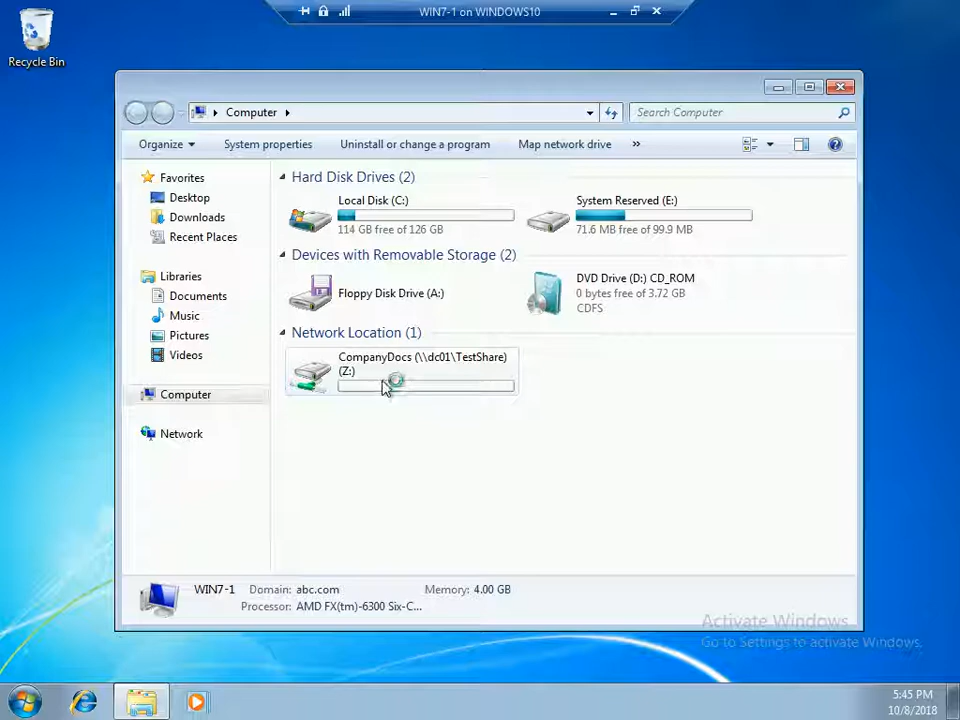 WIN7-1 on WINDOWS10
Recycle Bin
Computer
Search Computer
Organize
System properties
Uninstall or change a program
Map network drive
»
Favorites
Desktop
Downloads
Recent Places
Libraries
Documents
Music
Pictures
Videos
Computer
Network
Hard Disk Drives (2)
Local Disk (C:)
114 GB free of 126 GB
System Reserved (E:)
71.6 MB free of 99.9 MB
Devices with Removable Storage (2)
Floppy Disk Drive (A:)
DVD Drive (D:) CD_ROM
0 bytes free of 3.72 GB
CDFS
Network Location (1)
CompanyDocs (\\dc01\TestShare)
(Z:)
WIN7-1 Domain: abc.com Memory: 4.00 GB
Processor: AMD FX(tm)-6300 Six-C...
Activate Windows
Go to Settings to activate Windows.
5:45 PM
10/8/2018